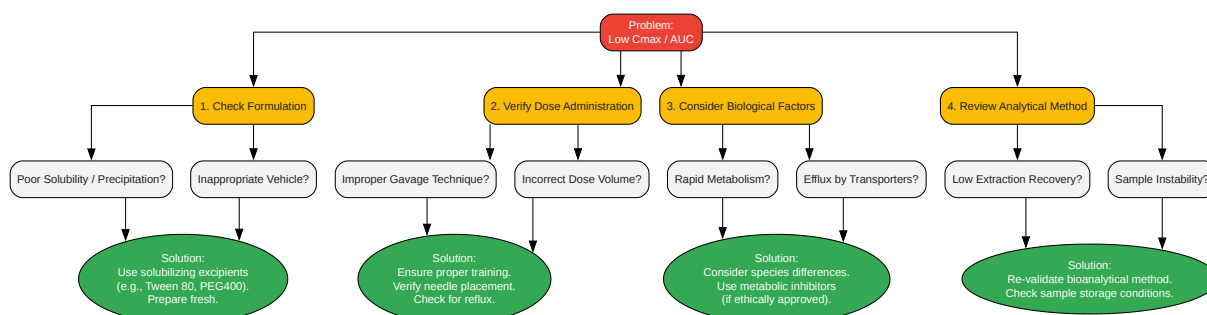 Problem:
Low Cmax / AUC
1. Check Formulation
2. Verify Dose Administration
3. Consider Biological Factors
4. Review Analytical Method
Poor Solubility / Precipitation?
Inappropriate Vehicle?
Improper Gavage Technique?
Incorrect Dose Volume?
Rapid Metabolism?
Efflux by Transporters?
Low Extraction Recovery?
Sample Instability?
Solution:
Use solubilizing excipients
(e.g., Tween 80, PEG400).
Prepare fresh.
Solution:
Ensure proper training.
Verify needle placement.
Check for reflux.
Solution:
Consider species differences.
Use metabolic inhibitors
(if ethically approved).
Solution:
Re-validate bioanalytical method.
Check sample storage conditions.